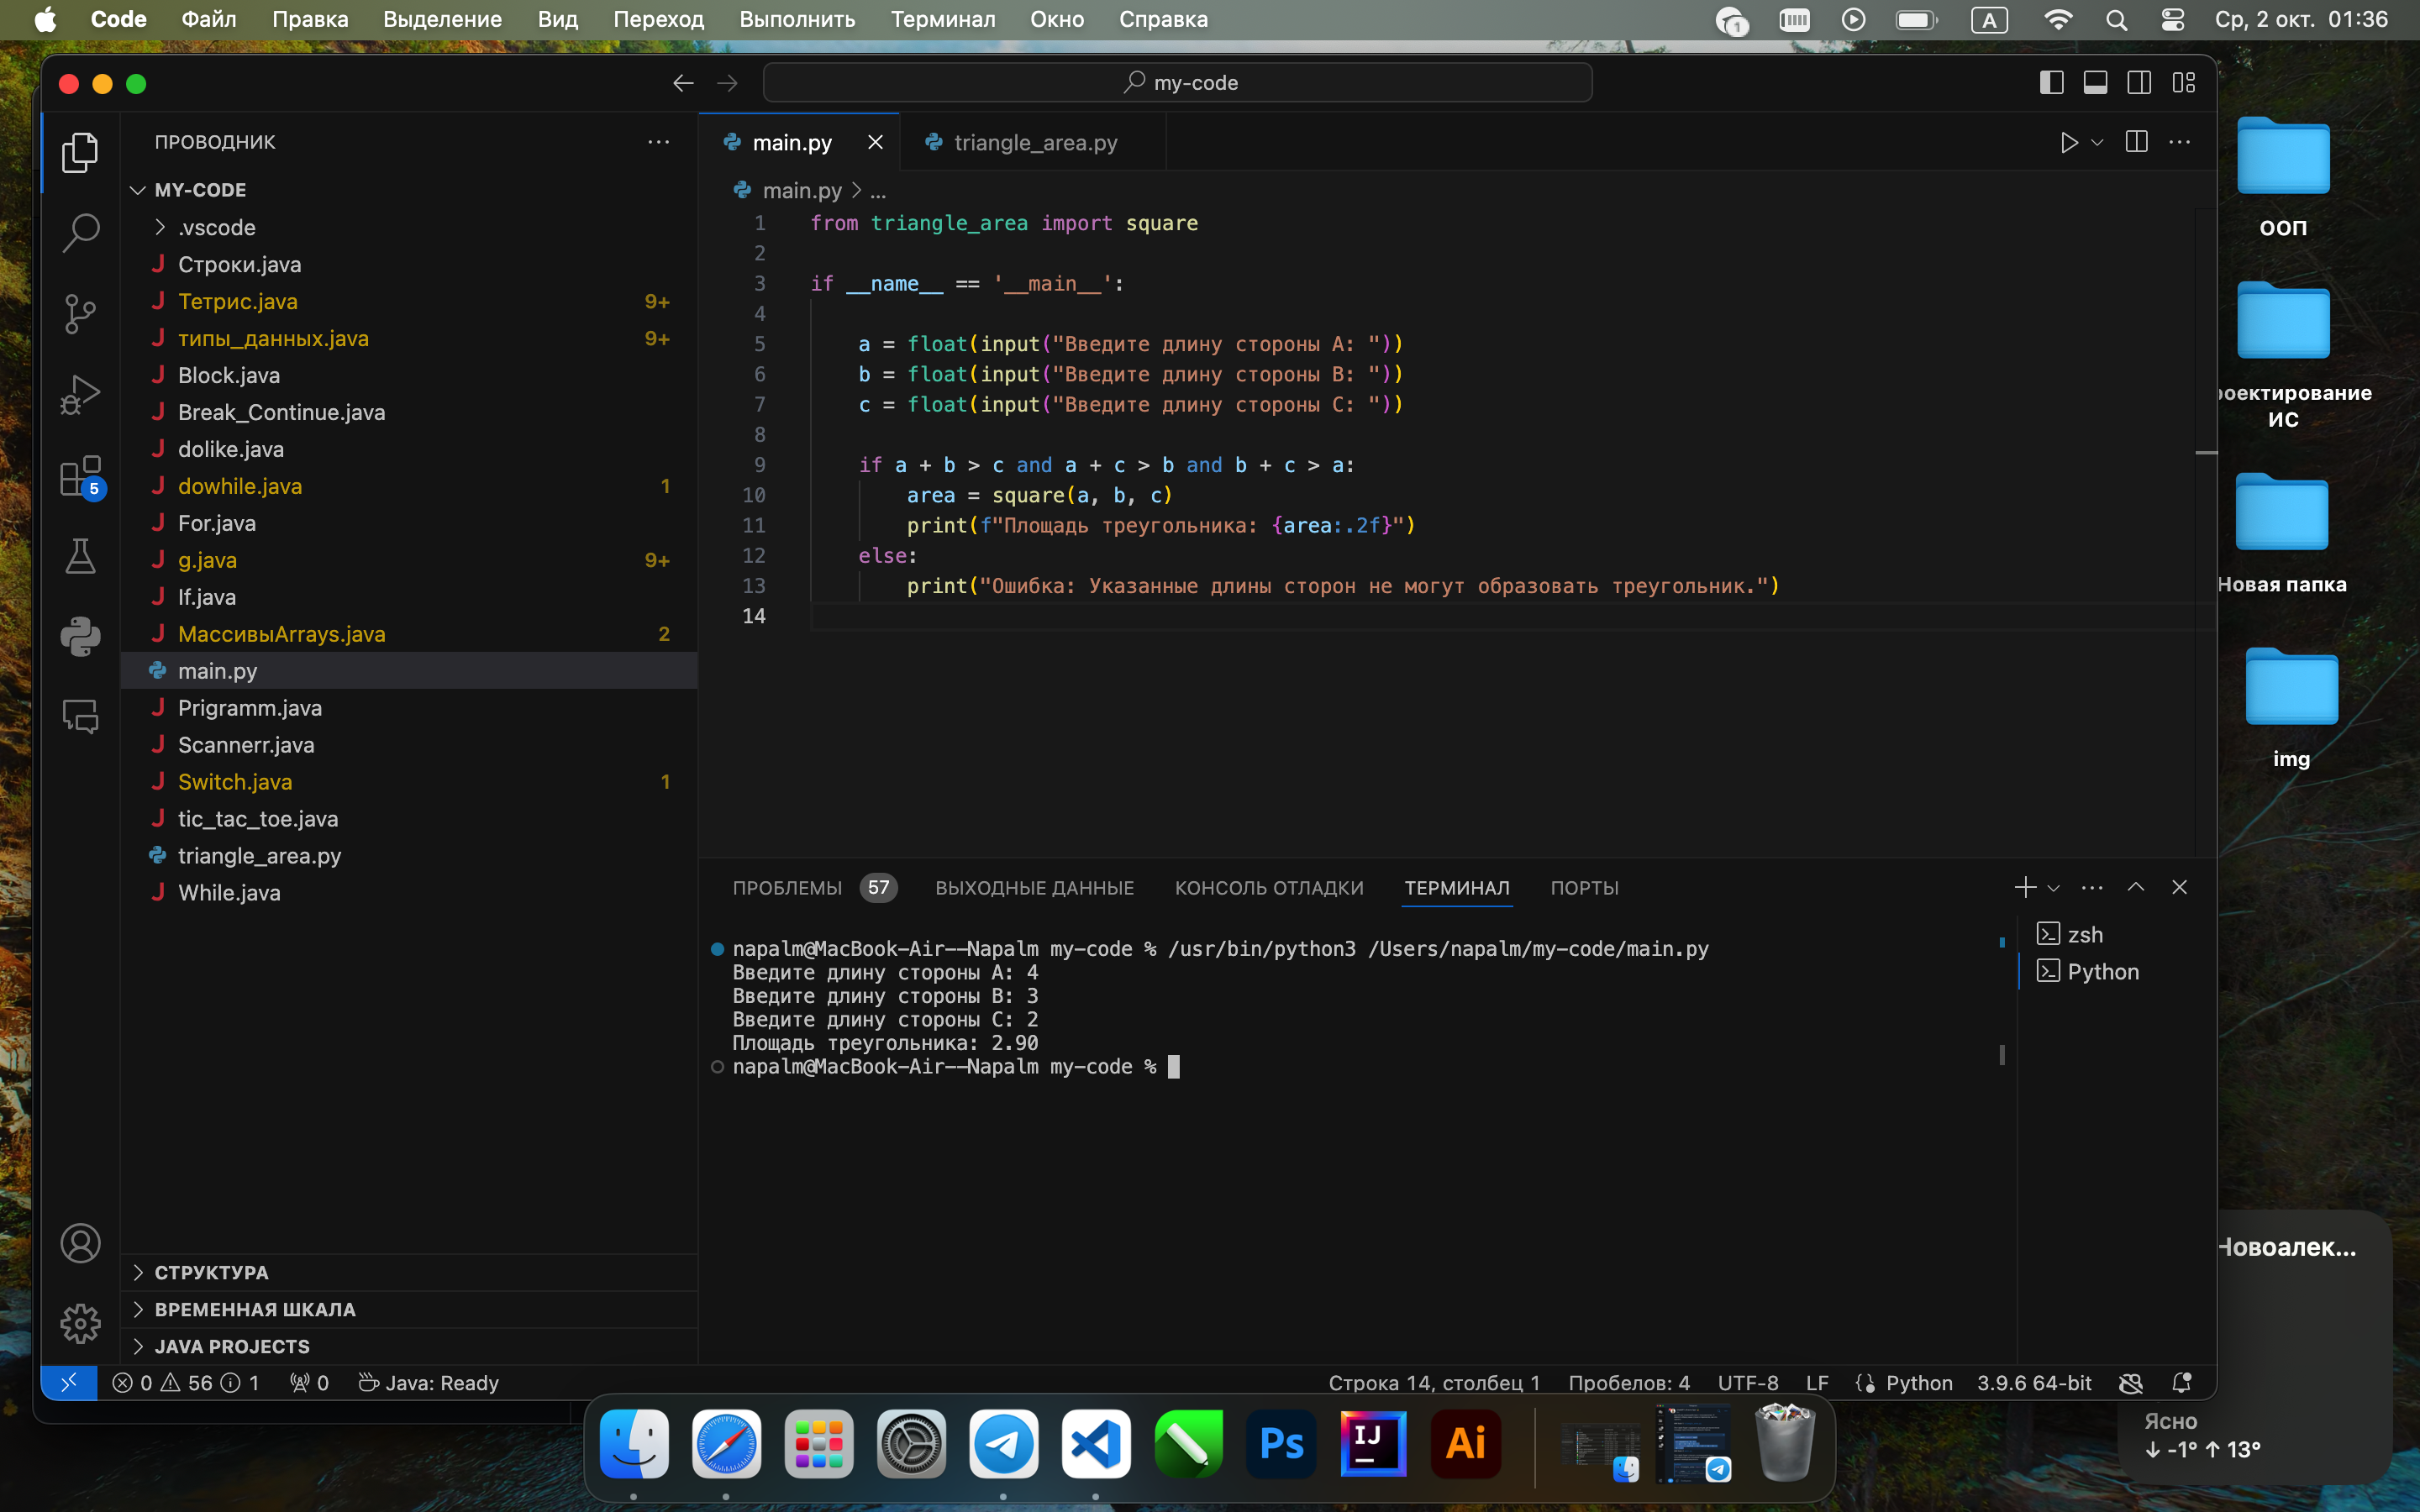 Code Файл Правка Выделение Вид Переход Выполнить Терминал Окно Справка 1 A Ср, 2 окт. 01:36
my-code
ПРОВОДНИК
MY-CODE
.vscode
J Строки.java
J Тетрис.java 9+
J типы_данных.java 9+
J Block.java
J Break_Continue.java
J dolike.java
J dowhile.java 1
J For.java
J g.java 9+
J If.java
J МассивыArrays.java 2
main.py
J Prigramm.java
J Scannerr.java
J Switch.java 1
J tic_tac_toe.java
triangle_area.py
J While.java
5
СТРУКТУРА
ВРЕМЕННАЯ ШКАЛА
JAVA PROJECTS
main.py triangle_area.py
main.py > ...
1 from triangle_area import square
2
3 if __name__ == '__main__':
4
5 a = float(input("Введите длину стороны A: "))
6 b = float(input("Введите длину стороны B: "))
7 c = float(input("Введите длину стороны C: "))
8
9 if a + b > c and a + c > b and b + c > a:
10 area = square(a, b, c)
11 print(f"Площадь треугольника: {area:.2f}")
12 else:
13 print("Ошибка: Указанные длины сторон не могут образовать треугольник.")
14
ПРОБЛЕМЫ 57 ВЫХОДНЫЕ ДАННЫЕ КОНСОЛЬ ОТЛАДКИ ТЕРМИНАЛ ПОРТЫ
napalm@MacBook-Air--Napalm my-code % /usr/bin/python3 /Users/napalm/my-code/main.py
Введите длину стороны A: 4
Введите длину стороны B: 3
Введите длину стороны C: 2
Площадь треугольника: 2.90
napalm@MacBook-Air--Napalm my-code %
zsh
Python
0 56 1 0 Java: Ready Строка 14, столбец 1 Пробелов: 4 UTF-8 LF Python 3.9.6 64-bit
ООП
роектирование
ИС
Новая папка
img
Новоалек...
Ясно
↓ -1° ↑ 13°
Ps IJ Ai